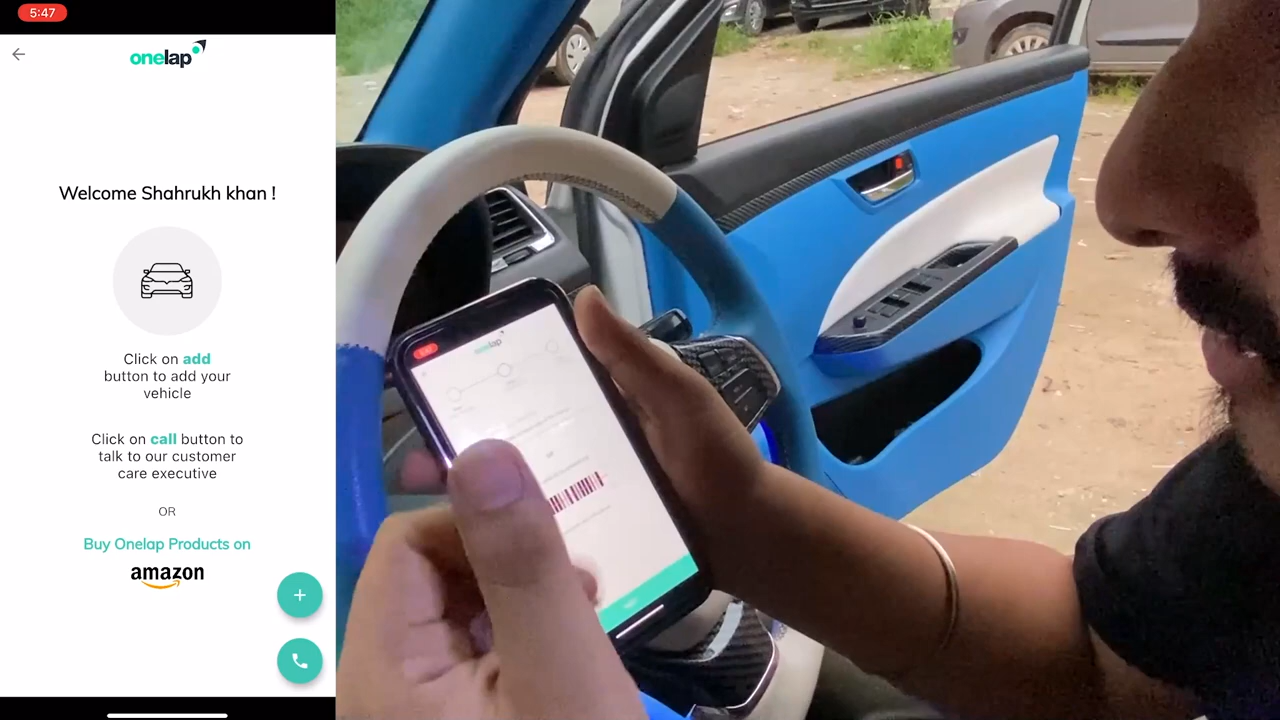 5:47
onelap
Welcome Shahrukh khan !
Click on add
button to add your
vehicle
Click on call button to
talk to our customer
care executive
OR
Buy Onelap Products on
amazon
onelap